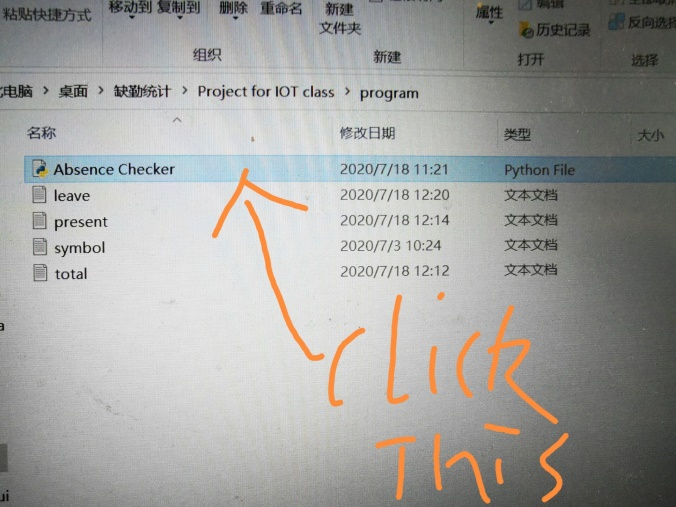 粘贴快捷方式 移动到 复制到 删除 重命名 新建 文件夹 属性 编辑 历史记录 反向选择
组织 新建 打开 选择
电脑 > 桌面 > 缺勤统计 > Project for IOT class > program
名称 修改日期 类型 大小
Absence Checker 2020/7/18 11:21 Python File
leave 2020/7/18 12:20 文本文档
present 2020/7/18 12:14 文本文档
symbol 2020/7/3 10:24 文本文档
total 2020/7/18 12:12 文本文档
click
This
ui